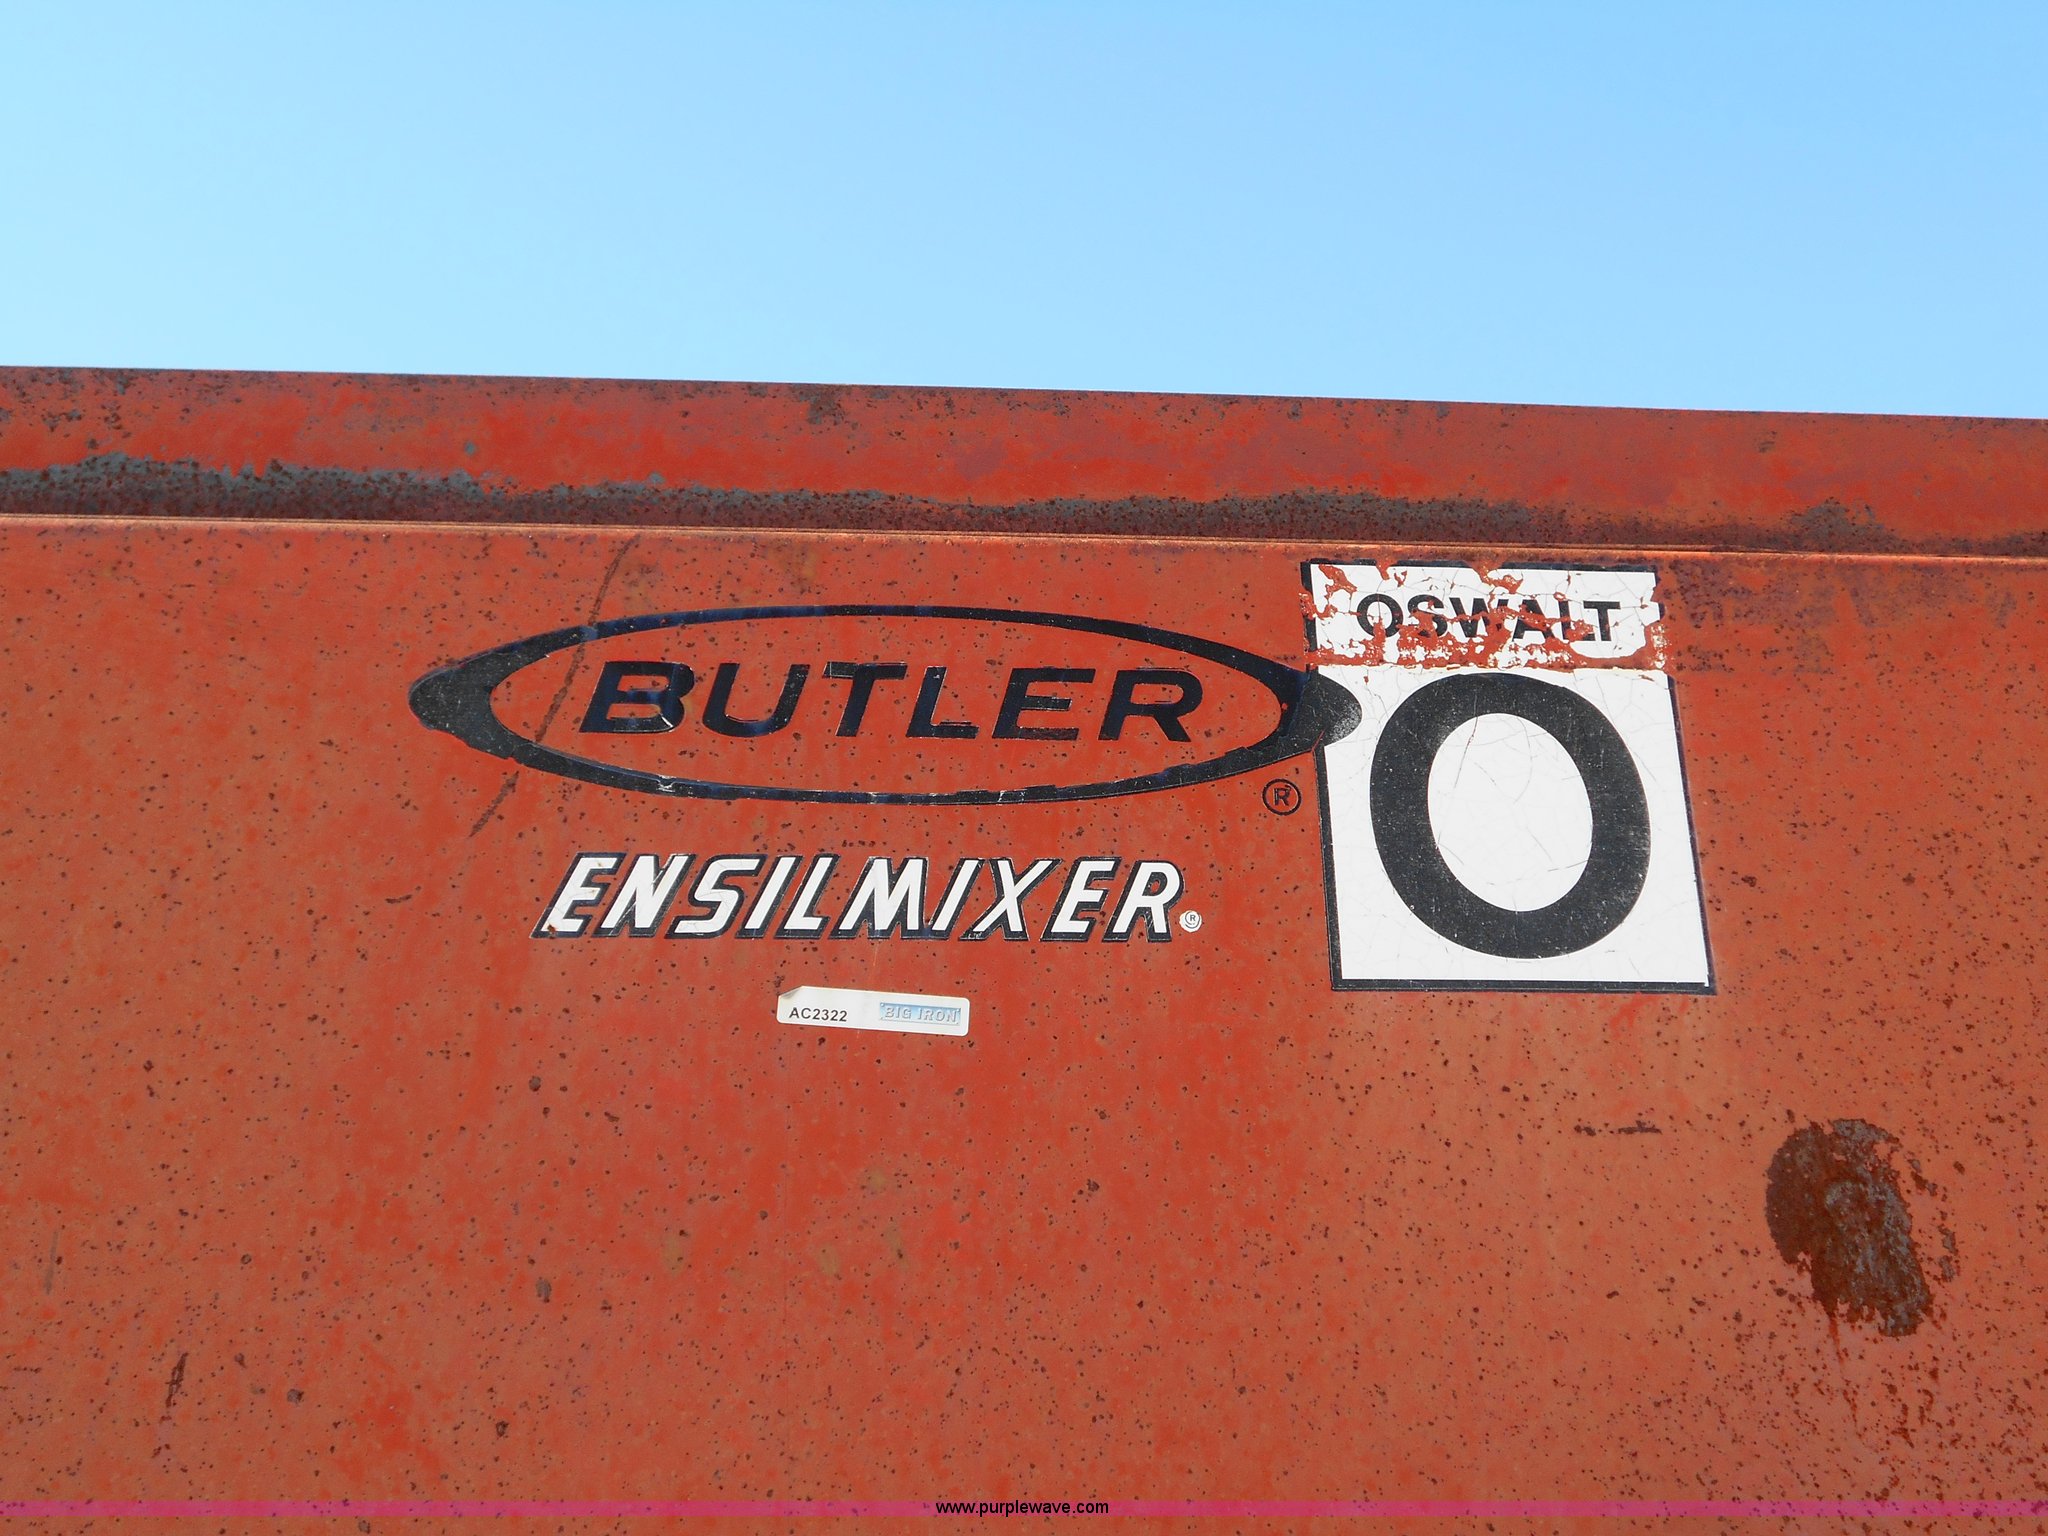 OSWALT
BUTLER
®
O
ENSILMIXER®
AC2322 BIG IRON
www.purplewave.com